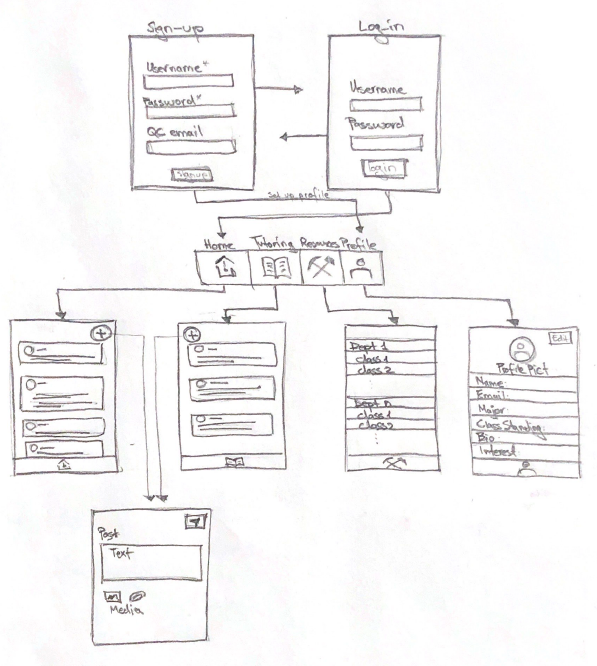 Sign-up
Log-in
Username*
Password*
QC email
signup
Username
Password
login
set up profile
Home Tutoring Resources Profile
Dept 1
class 1
class 2
Dept n
class 1
class 2
Edit
Profile Pict
Name:
Email:
Major:
Class Standing:
Bio:
Interest:
Post
Text
Media